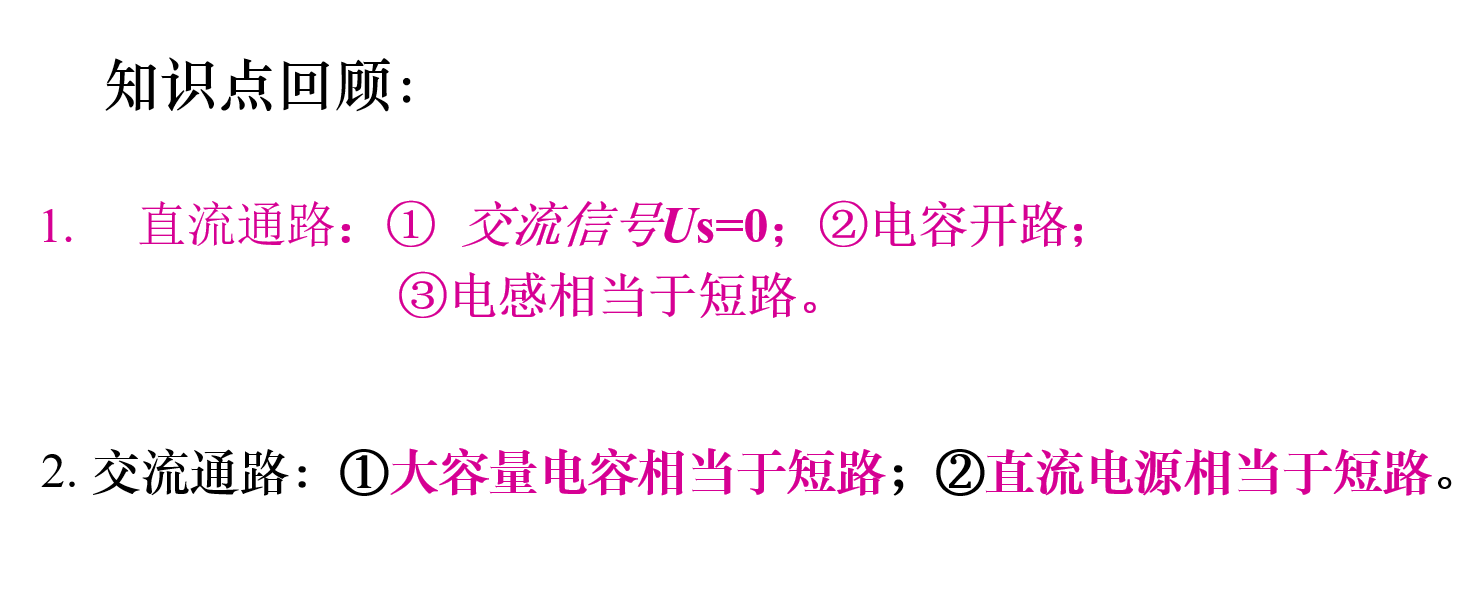 知识点回顾：
1. 直流通路：① 交流信号Us=0；②电容开路；
③电感相当于短路。
2. 交流通路：①大容量电容相当于短路；②直流电源相当于短路。